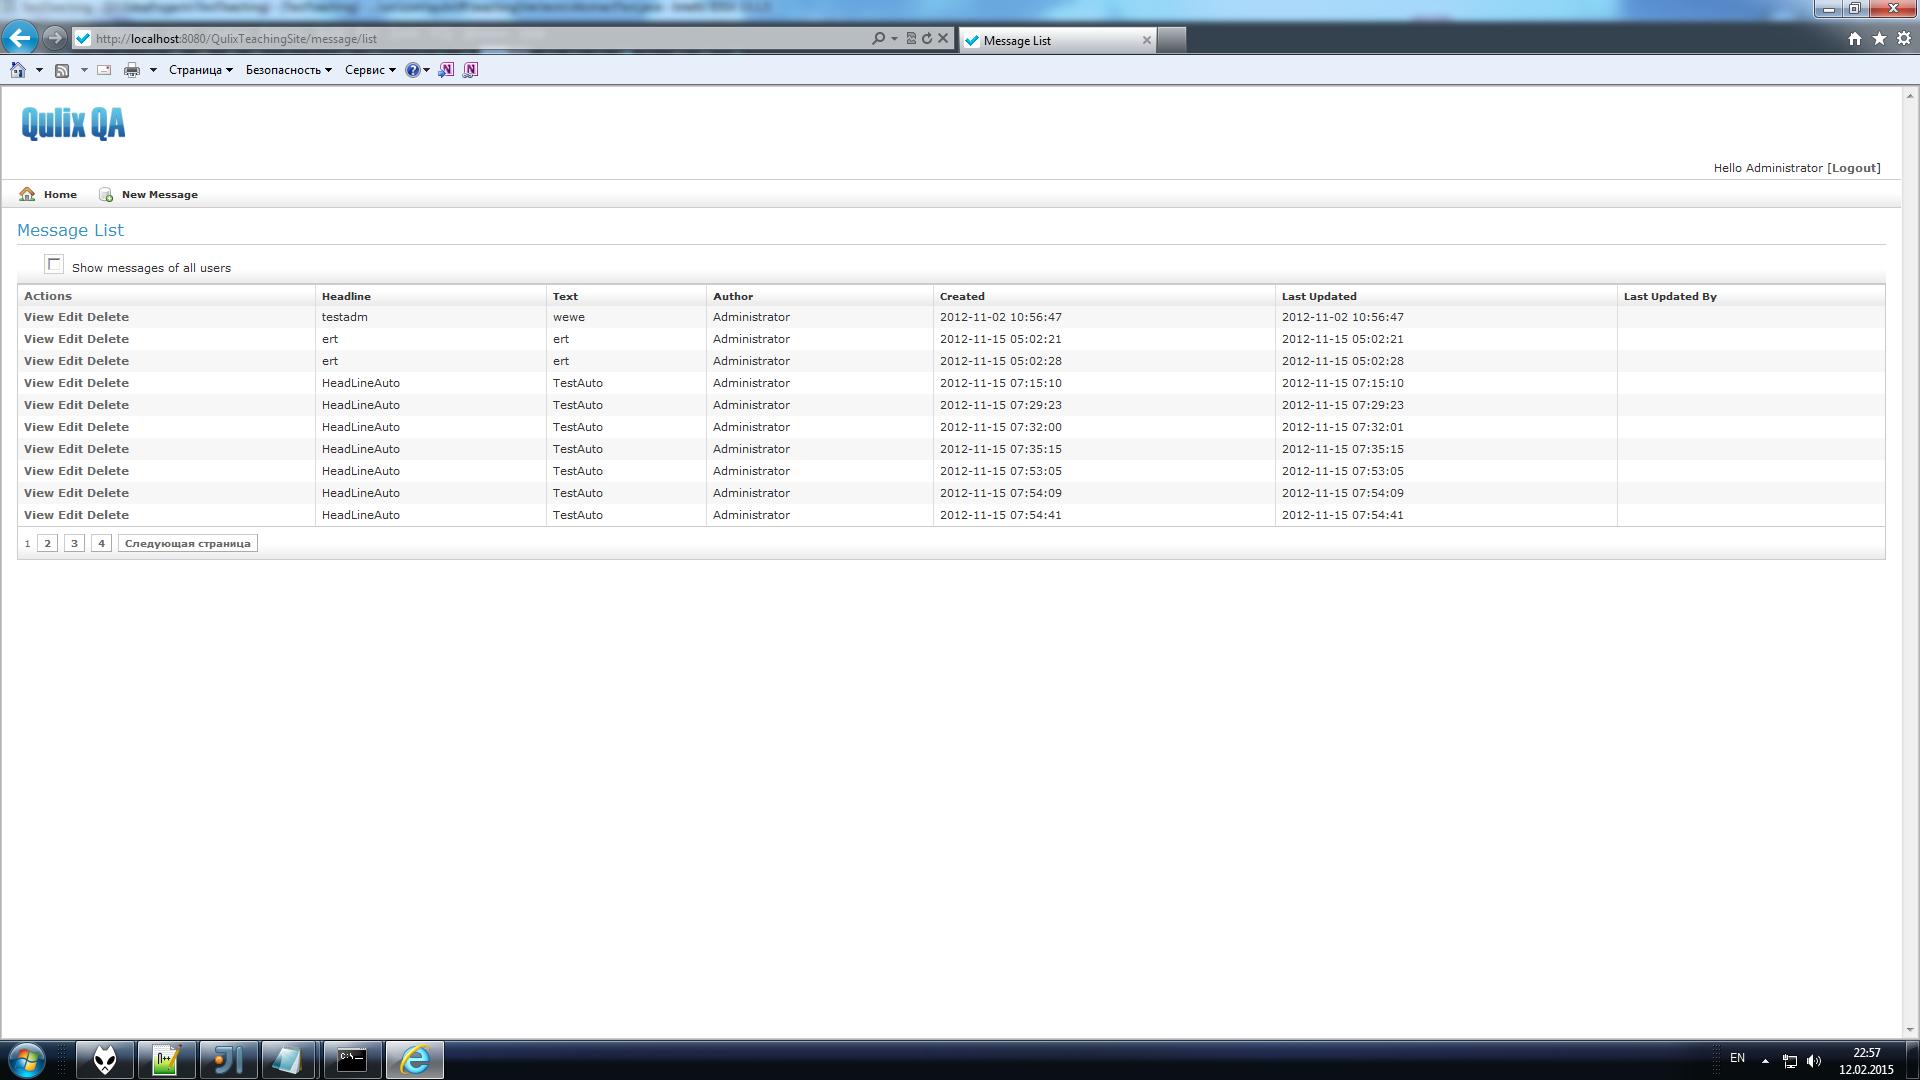 http://localhost:8080/QulixTeachingSite/message/list
Message List
Страница Безопасность Сервис
Qulix QA
Hello Administrator [Logout]
Home New Message
Message List
Show messages of all users
Actions Headline Text Author Created Last Updated Last Updated By
View Edit Delete testadm wewe Administrator 2012-11-02 10:56:47 2012-11-02 10:56:47
View Edit Delete ert ert Administrator 2012-11-15 05:02:21 2012-11-15 05:02:21
View Edit Delete ert ert Administrator 2012-11-15 05:02:28 2012-11-15 05:02:28
View Edit Delete HeadLineAuto TestAuto Administrator 2012-11-15 07:15:10 2012-11-15 07:15:10
View Edit Delete HeadLineAuto TestAuto Administrator 2012-11-15 07:29:23 2012-11-15 07:29:23
View Edit Delete HeadLineAuto TestAuto Administrator 2012-11-15 07:32:00 2012-11-15 07:32:01
View Edit Delete HeadLineAuto TestAuto Administrator 2012-11-15 07:35:15 2012-11-15 07:35:15
View Edit Delete HeadLineAuto TestAuto Administrator 2012-11-15 07:53:05 2012-11-15 07:53:05
View Edit Delete HeadLineAuto TestAuto Administrator 2012-11-15 07:54:09 2012-11-15 07:54:09
View Edit Delete HeadLineAuto TestAuto Administrator 2012-11-15 07:54:41 2012-11-15 07:54:41
1 2 3 4 Следующая страница
EN
22:57
12.02.2015